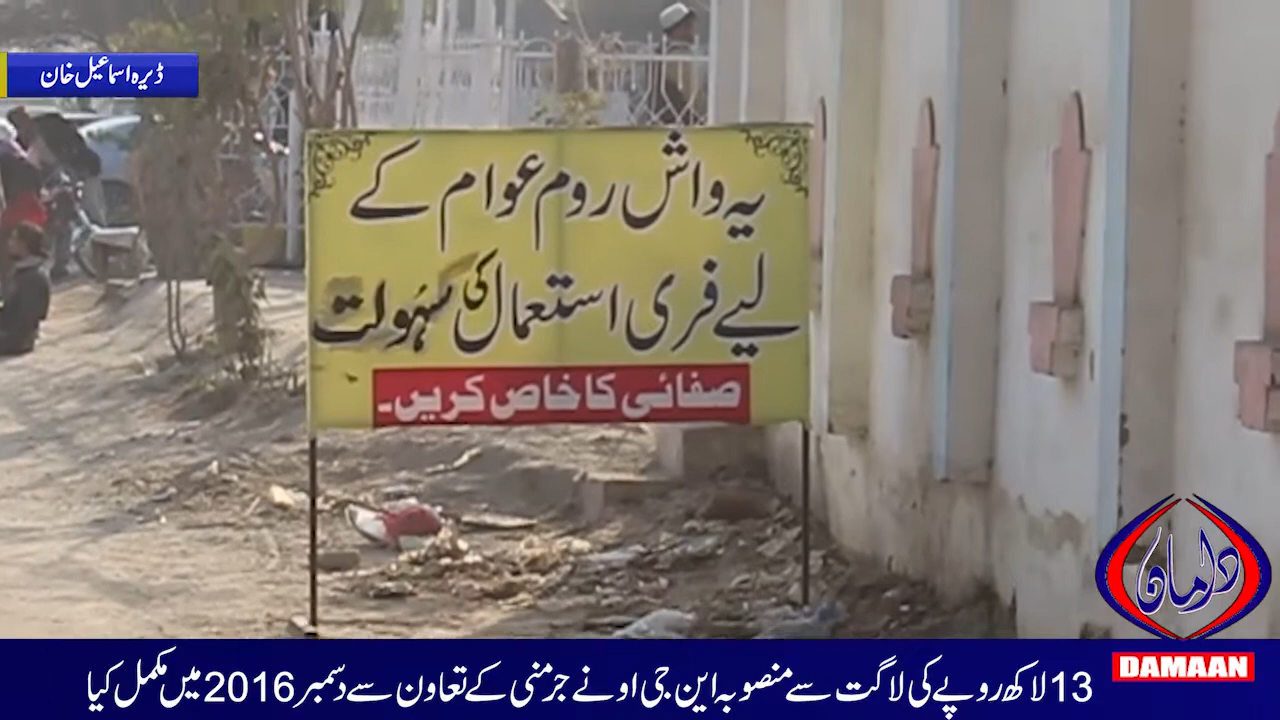 ڈیرہ اسماعیل خان
یہ واش روم عوام کے
لیے فری استعمال کی سہولت
صفائی کا خاص کریں۔
دامان
DAMAAN
13 لاکھ روپے کی لاگت سے منصوبہ این جی او نے جرمنی کے تعاون سے دسمبر 2016 میں مکمل کیا